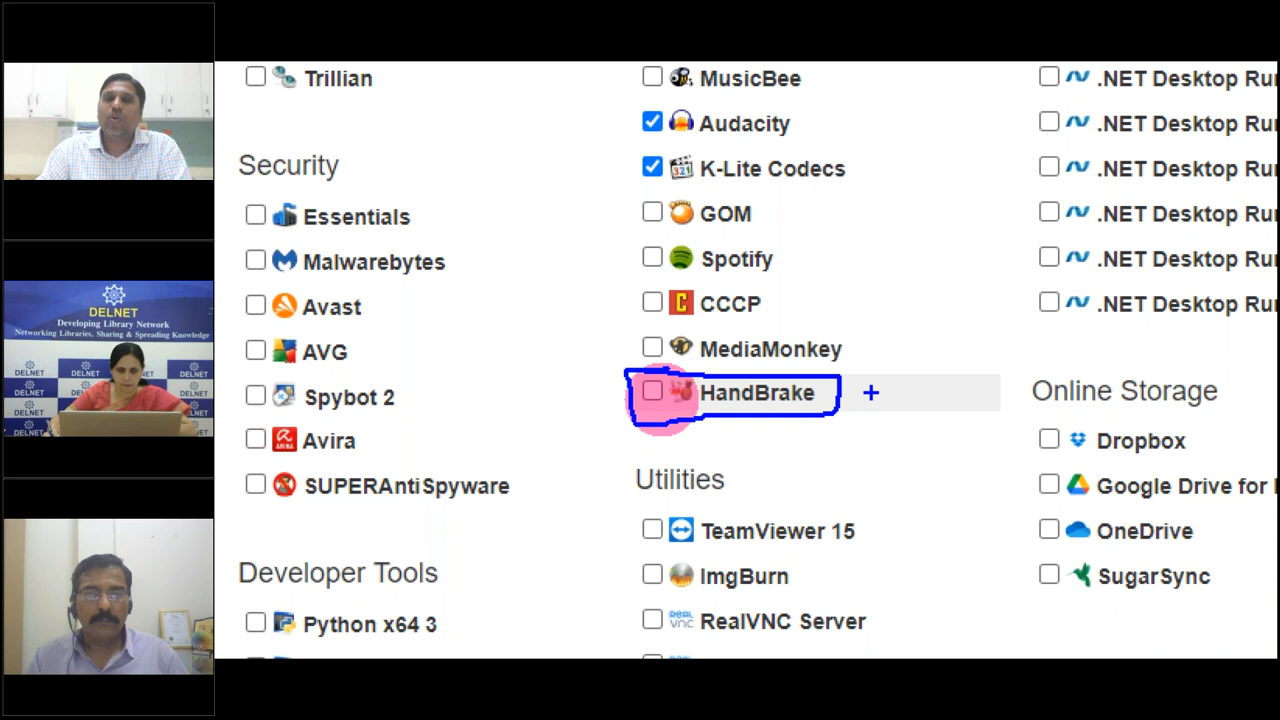 DELNET
Developing Library Network
Networking Libraries, Sharing & Spreading Knowledge
DELNET
DELNET
DELNET
Trillian
Security
Essentials
Malwarebytes
Avast
AVG
Spybot 2
Avira
SUPERAntiSpyware
Developer Tools
Python x64 3
MusicBee
Audacity
K-Lite Codecs
GOM
Spotify
CCCP
MediaMonkey
HandBrake
Utilities
TeamViewer 15
ImgBurn
RealVNC Server
.NET Desktop Ru
.NET Desktop Ru
.NET Desktop Ru
.NET Desktop Ru
.NET Desktop Ru
.NET Desktop Ru
Online Storage
Dropbox
Google Drive for
OneDrive
SugarSync